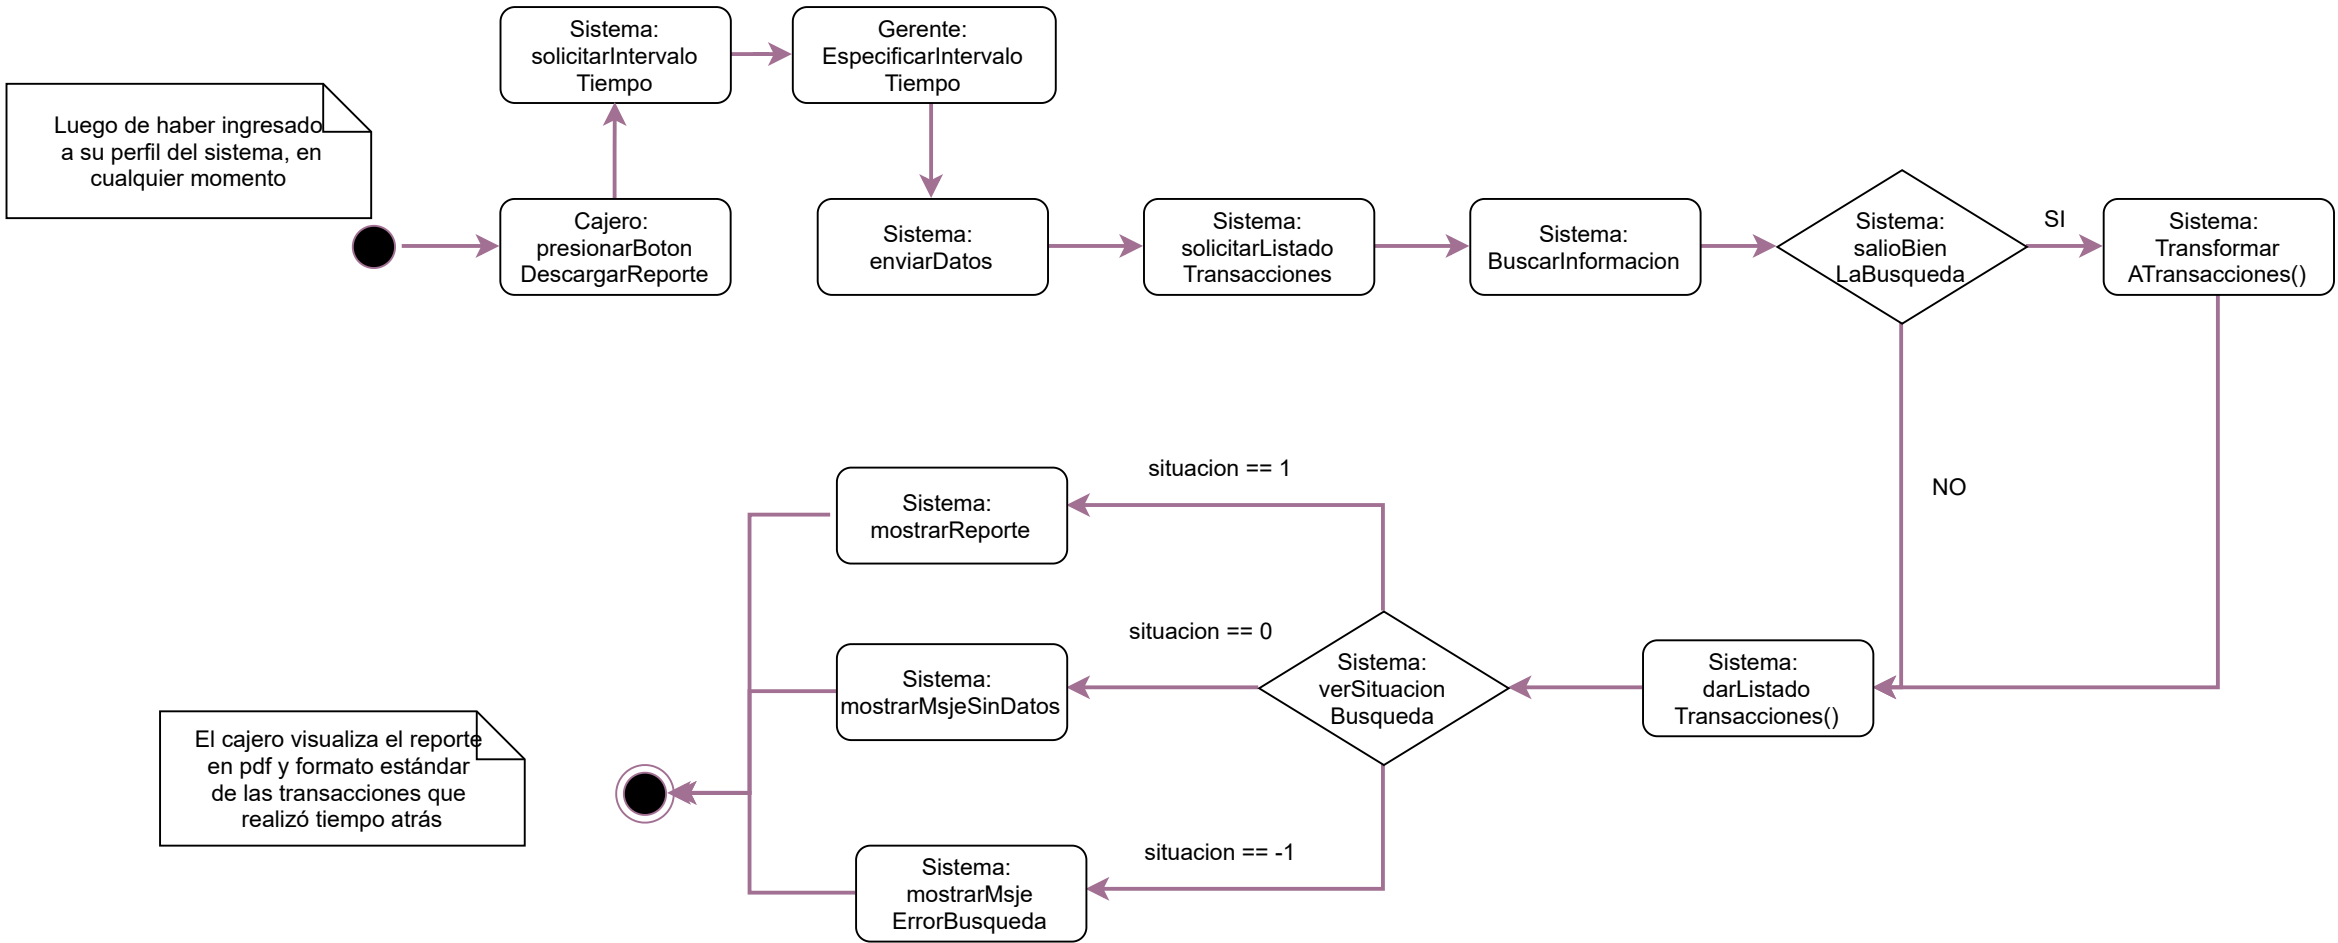 Luego de haber ingresado
a su perfil del sistema, en
cualquier momento
Sistema:
solicitarIntervalo
Tiempo
Gerente:
EspecificarIntervalo
Tiempo
Cajero:
presionarBoton
DescargarReporte
Sistema:
enviarDatos
Sistema:
solicitarListado
Transacciones
Sistema:
BuscarInformacion
Sistema:
salioBien
LaBusqueda
SI
Sistema:
Transformar
ATransacciones()
NO
Sistema:
darListado
Transacciones()
Sistema:
verSituacion
Busqueda
situacion == 1
Sistema:
mostrarReporte
situacion == 0
Sistema:
mostrarMsjeSinDatos
situacion == -1
Sistema:
mostrarMsje
ErrorBusqueda
El cajero visualiza el reporte
en pdf y formato estándar
de las transacciones que
realizó tiempo atrás